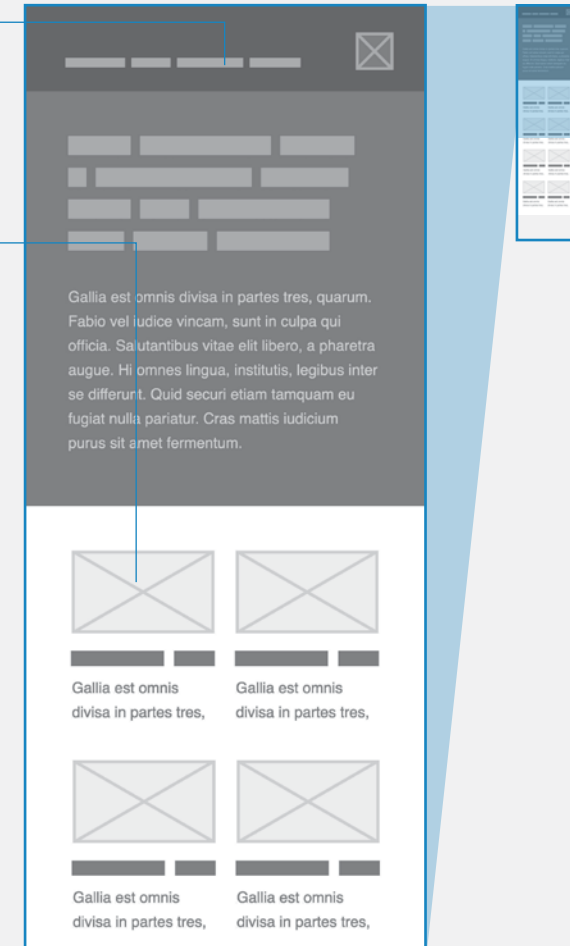 Gallia est omnis divisa in partes tres, quarum.
Fabio vel iudice vincam, sunt in culpa qui
officia. Salutantibus vitae elit libero, a pharetra
augue. Hi omnes lingua, institutis, legibus inter
se differunt. Quid securi etiam tamquam eu
fugiat nulla pariatur. Cras mattis iudicium
purus sit amet fermentum.
Gallia est omnis
divisa in partes tres,
Gallia est omnis
divisa in partes tres,
Gallia est omnis
divisa in partes tres,
Gallia est omnis
divisa in partes tres,